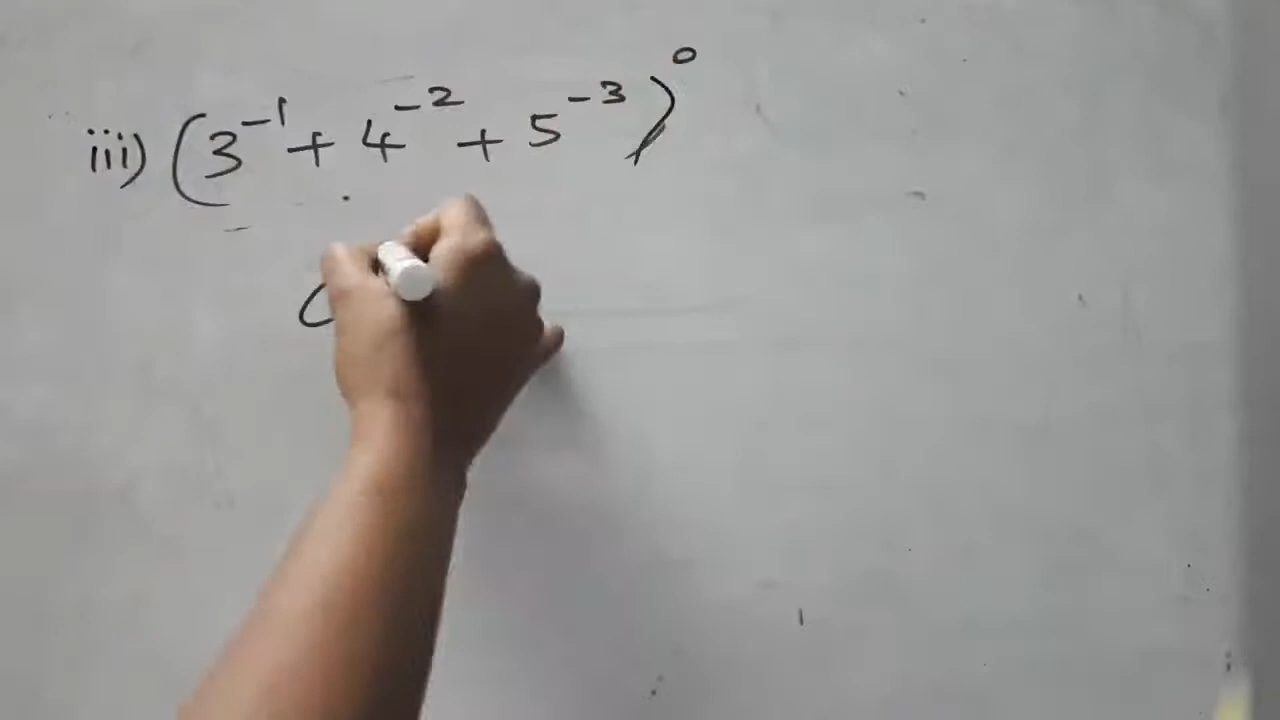 iii) (3⁻¹ + 4⁻² + 5⁻³)⁰